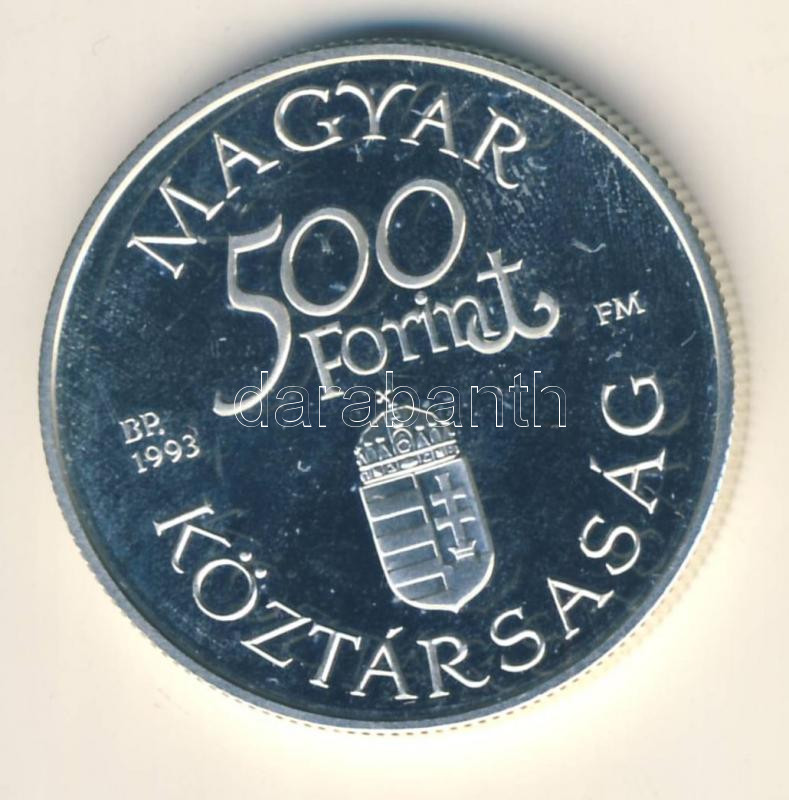 MAGYAR
500
Forint
FM
BP.
1993
KÖZTÁRSASÁG
darabanth